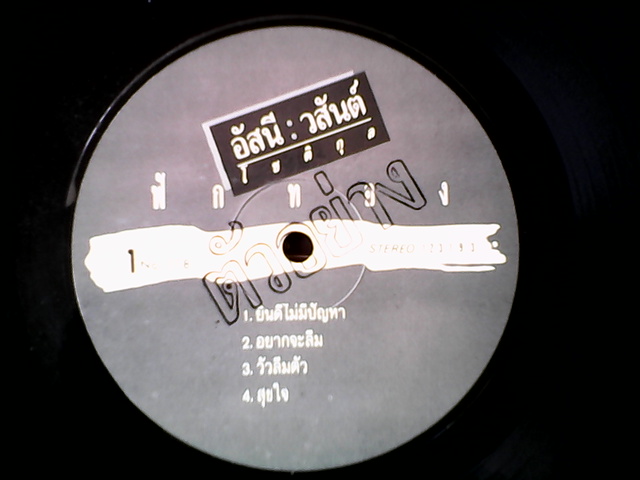 อัสนี : วสันต์
ฟั ก ท อ ง
ตัวอย่าง
1
STEREO
1. ยินดีไม่มีปัญหา
2. อยากจะลืม
3. วัวลืมตัว
4. สุขใจ